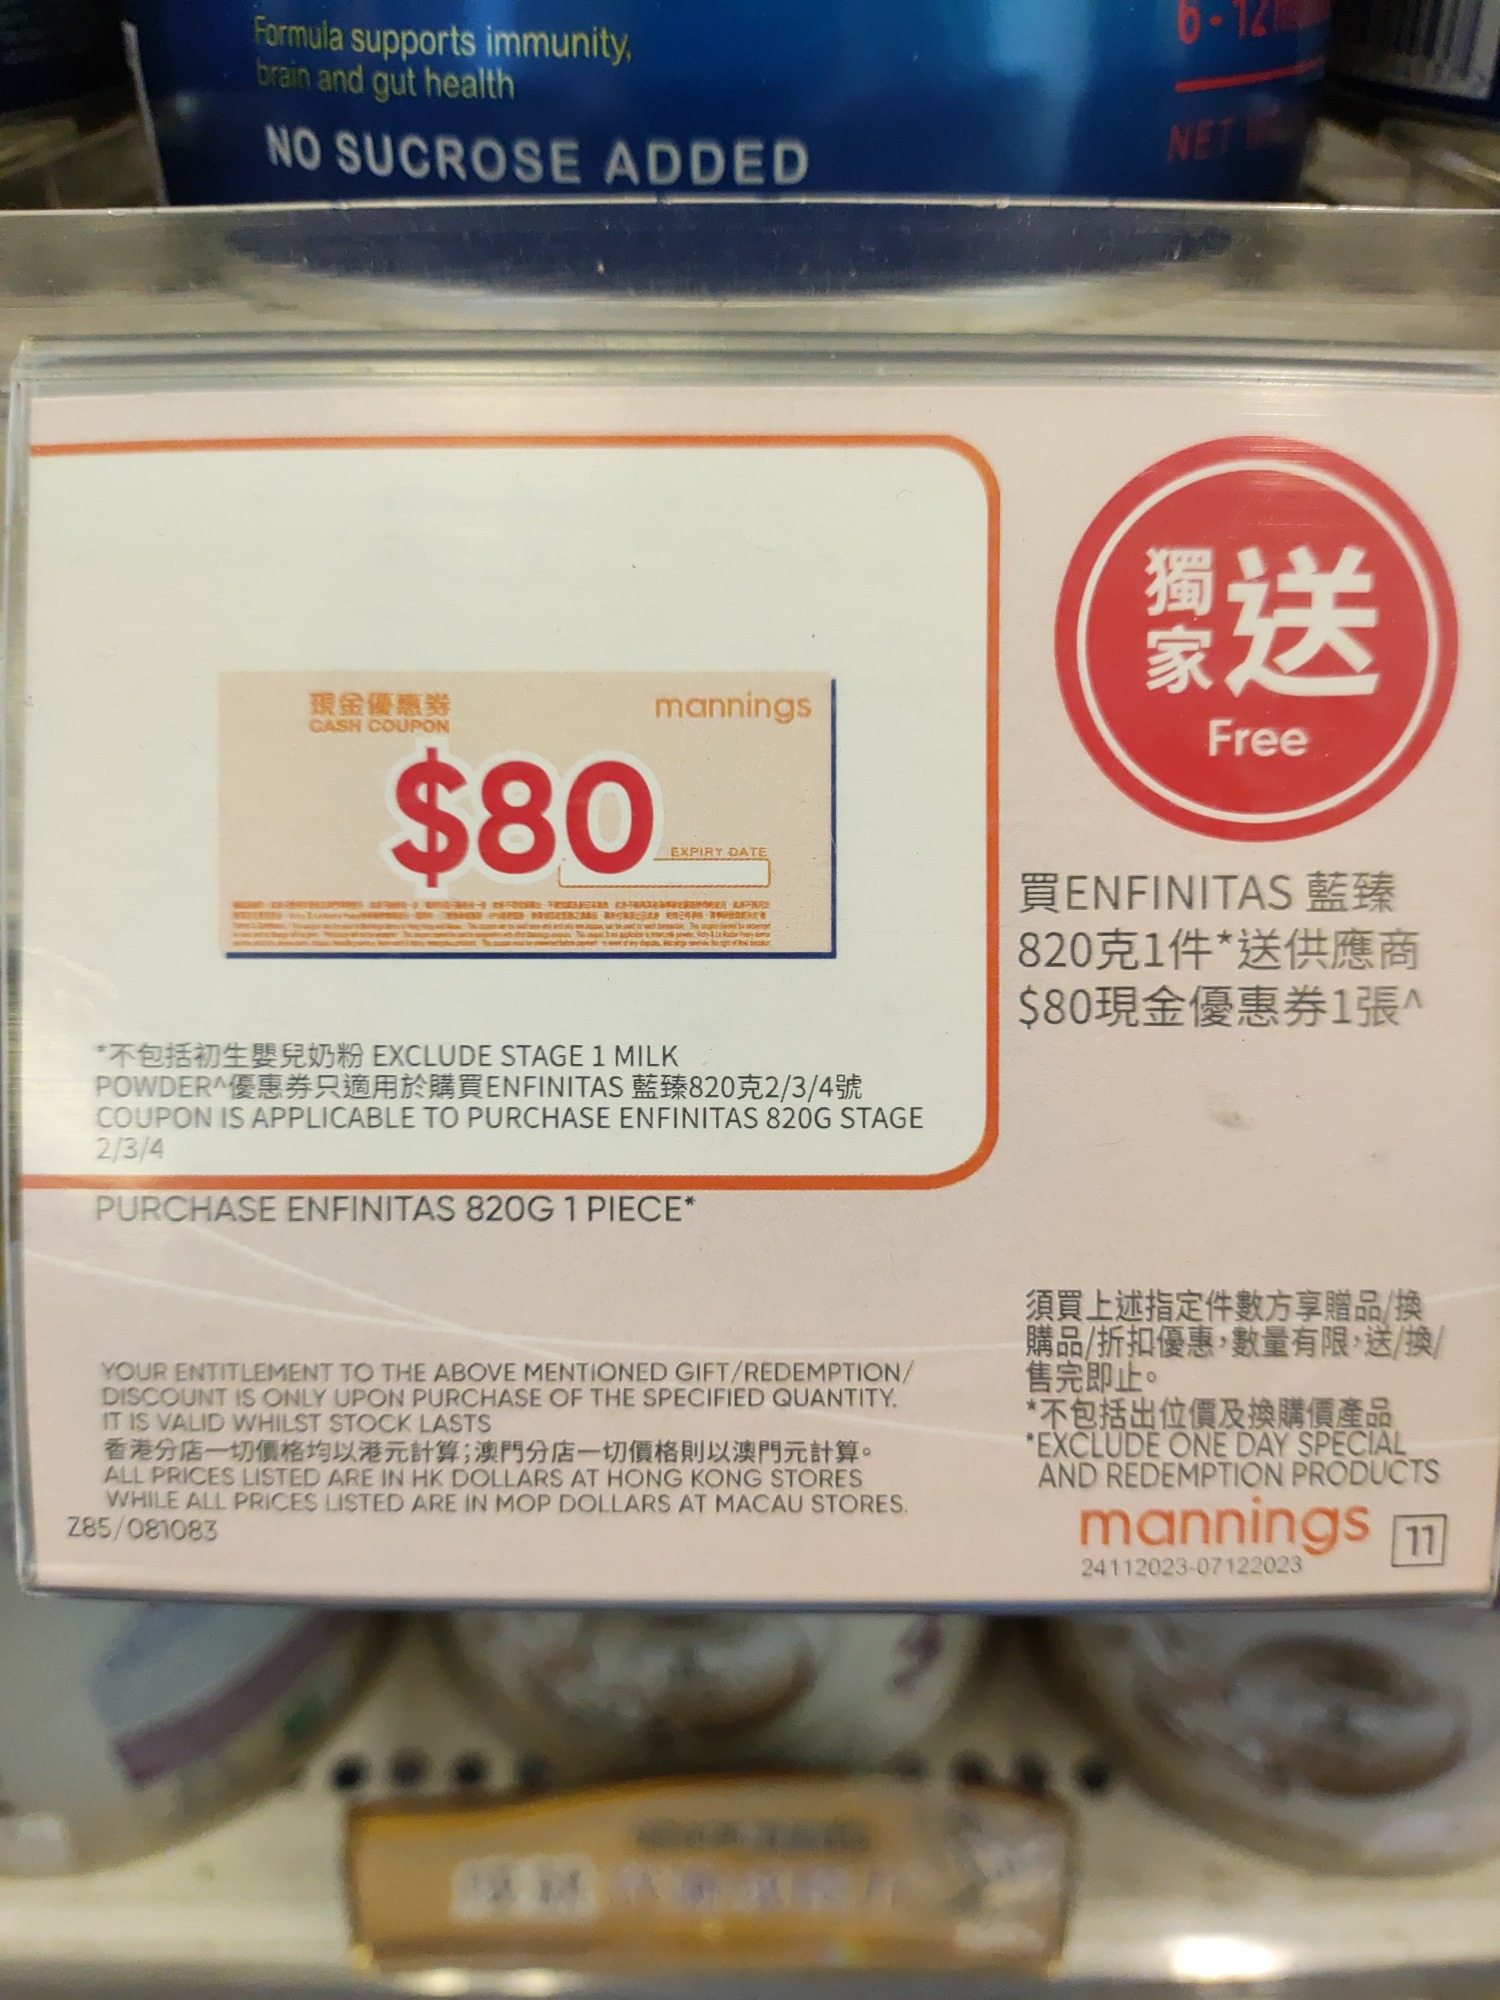 Formula supports immunity,
brain and gut health
NO SUCROSE ADDED
6-12
NET
獨家 送
Free
現金優惠券
CASH COUPON
mannings
$80
EXPIRY DATE
買ENFINITAS 藍臻
820克1件*送供應商
$80現金優惠券1張^
*不包括初生嬰兒奶粉 EXCLUDE STAGE 1 MILK
POWDER^優惠券只適用於購買ENFINITAS 藍臻820克2/3/4號
COUPON IS APPLICABLE TO PURCHASE ENFINITAS 820G STAGE
2/3/4
PURCHASE ENFINITAS 820G 1 PIECE*
YOUR ENTITLEMENT TO THE ABOVE MENTIONED GIFT/REDEMPTION/
DISCOUNT IS ONLY UPON PURCHASE OF THE SPECIFIED QUANTITY.
IT IS VALID WHILST STOCK LASTS
香港分店一切價格均以港元計算;澳門分店一切價格則以澳門元計算。
ALL PRICES LISTED ARE IN HK DOLLARS AT HONG KONG STORES
WHILE ALL PRICES LISTED ARE IN MOP DOLLARS AT MACAU STORES.
Z85/081083
須買上述指定件數方享贈品/換
購品/折扣優惠,數量有限,送/換/
售完即止。
*不包括出位價及換購價產品
*EXCLUDE ONE DAY SPECIAL
AND REDEMPTION PRODUCTS
mannings 11
24112023-07122023